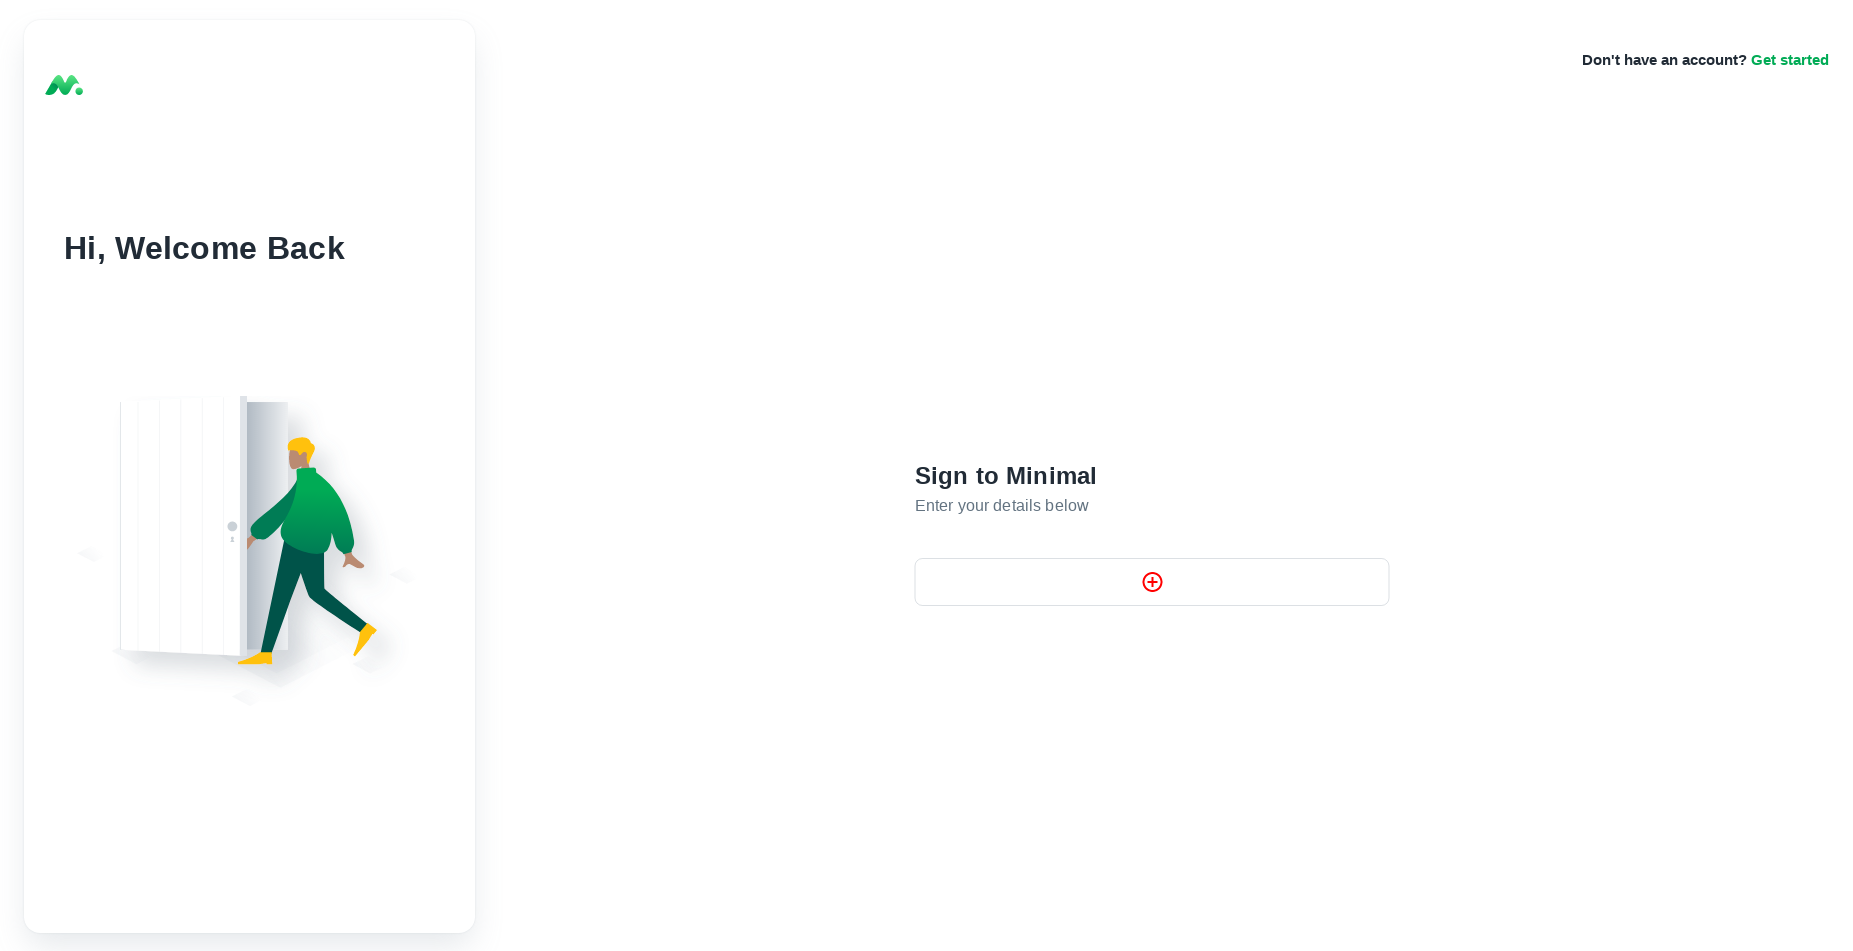 Don't have an account? Get started
Hi, Welcome Back
Sign to Minimal
Enter your details below